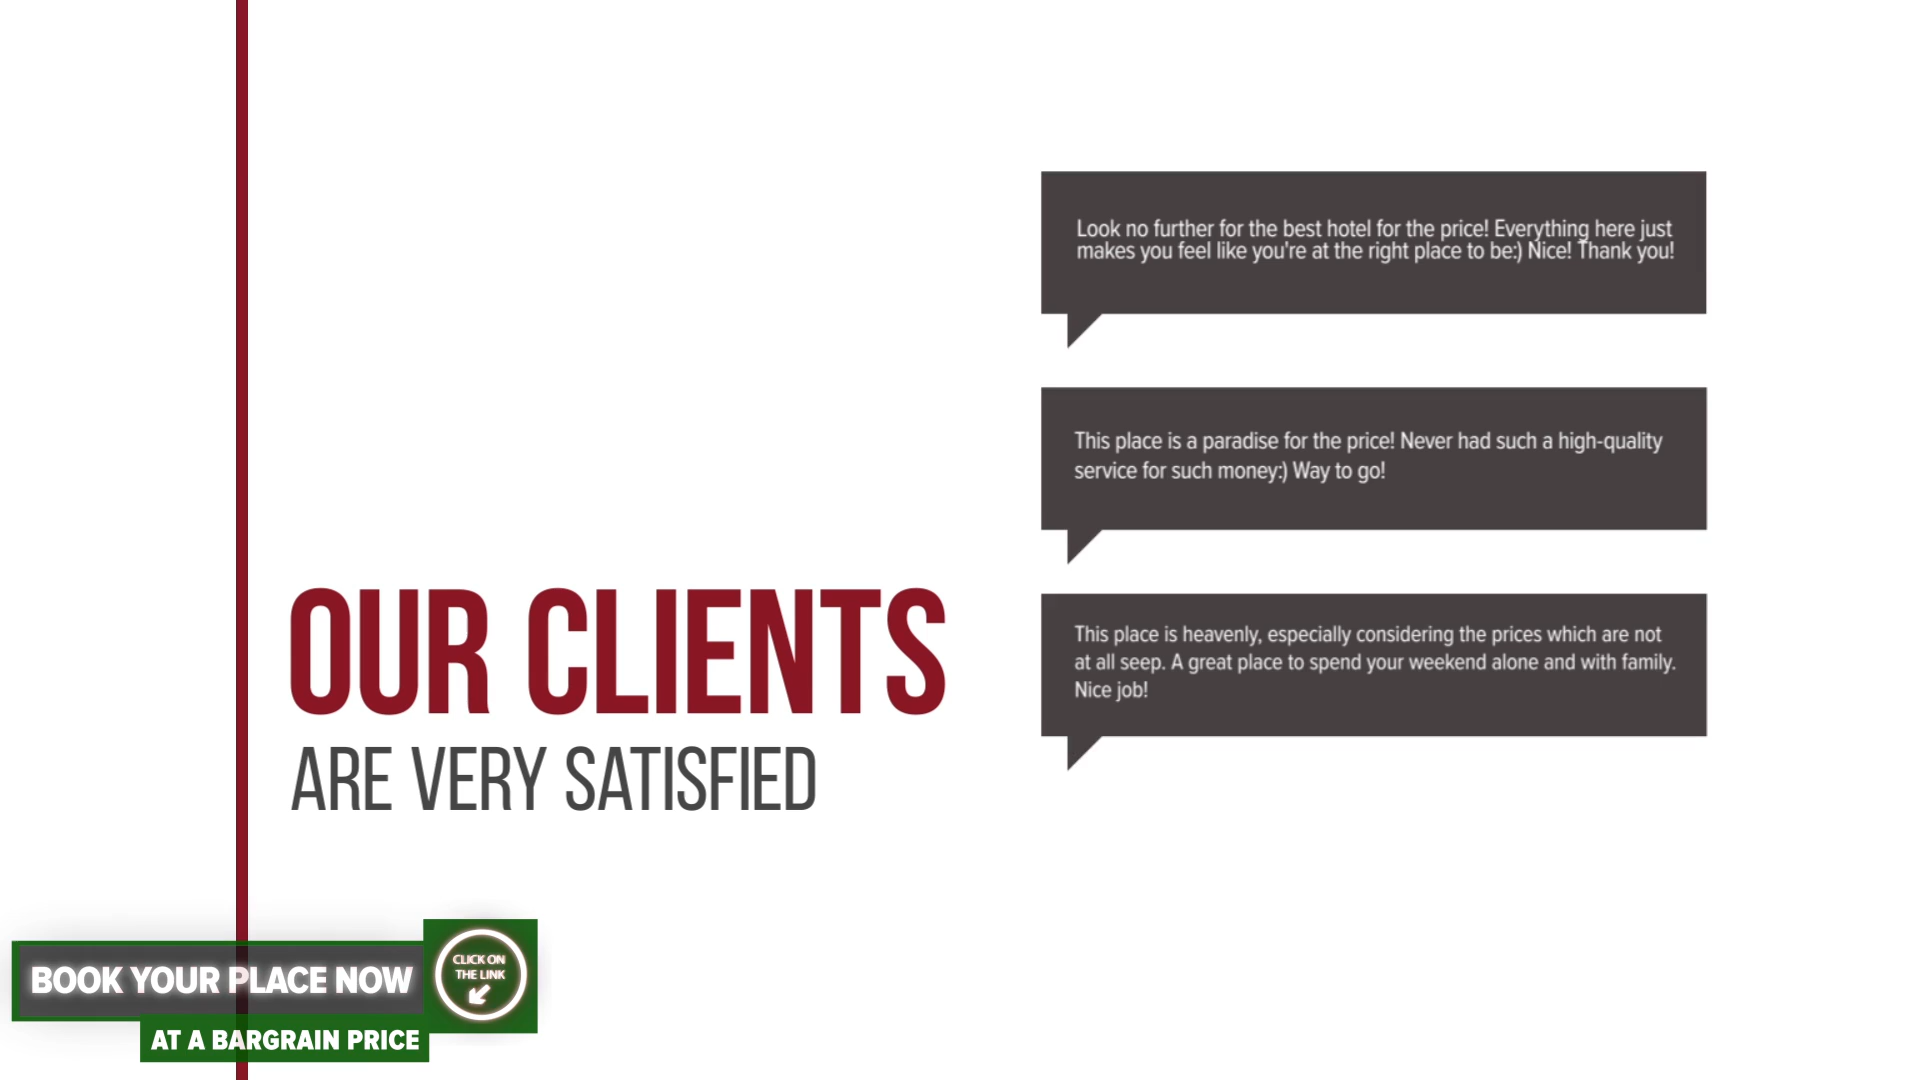 Look no further for the best hotel for the price! Everything here just
makes you feel like you're at the right place to be:) Nice! Thank you!
This place is a paradise for the price! Never had such a high-quality
service for such money:) Way to go!
This place is heavenly, especially considering the prices which are not
at all seep. A great place to spend your weekend alone and with family.
Nice job!
OUR CLIENTS
ARE VERY SATISFIED
BOOK YOUR PLACE NOW
CLICK ON
THE LINK
AT A BARGRAIN PRICE